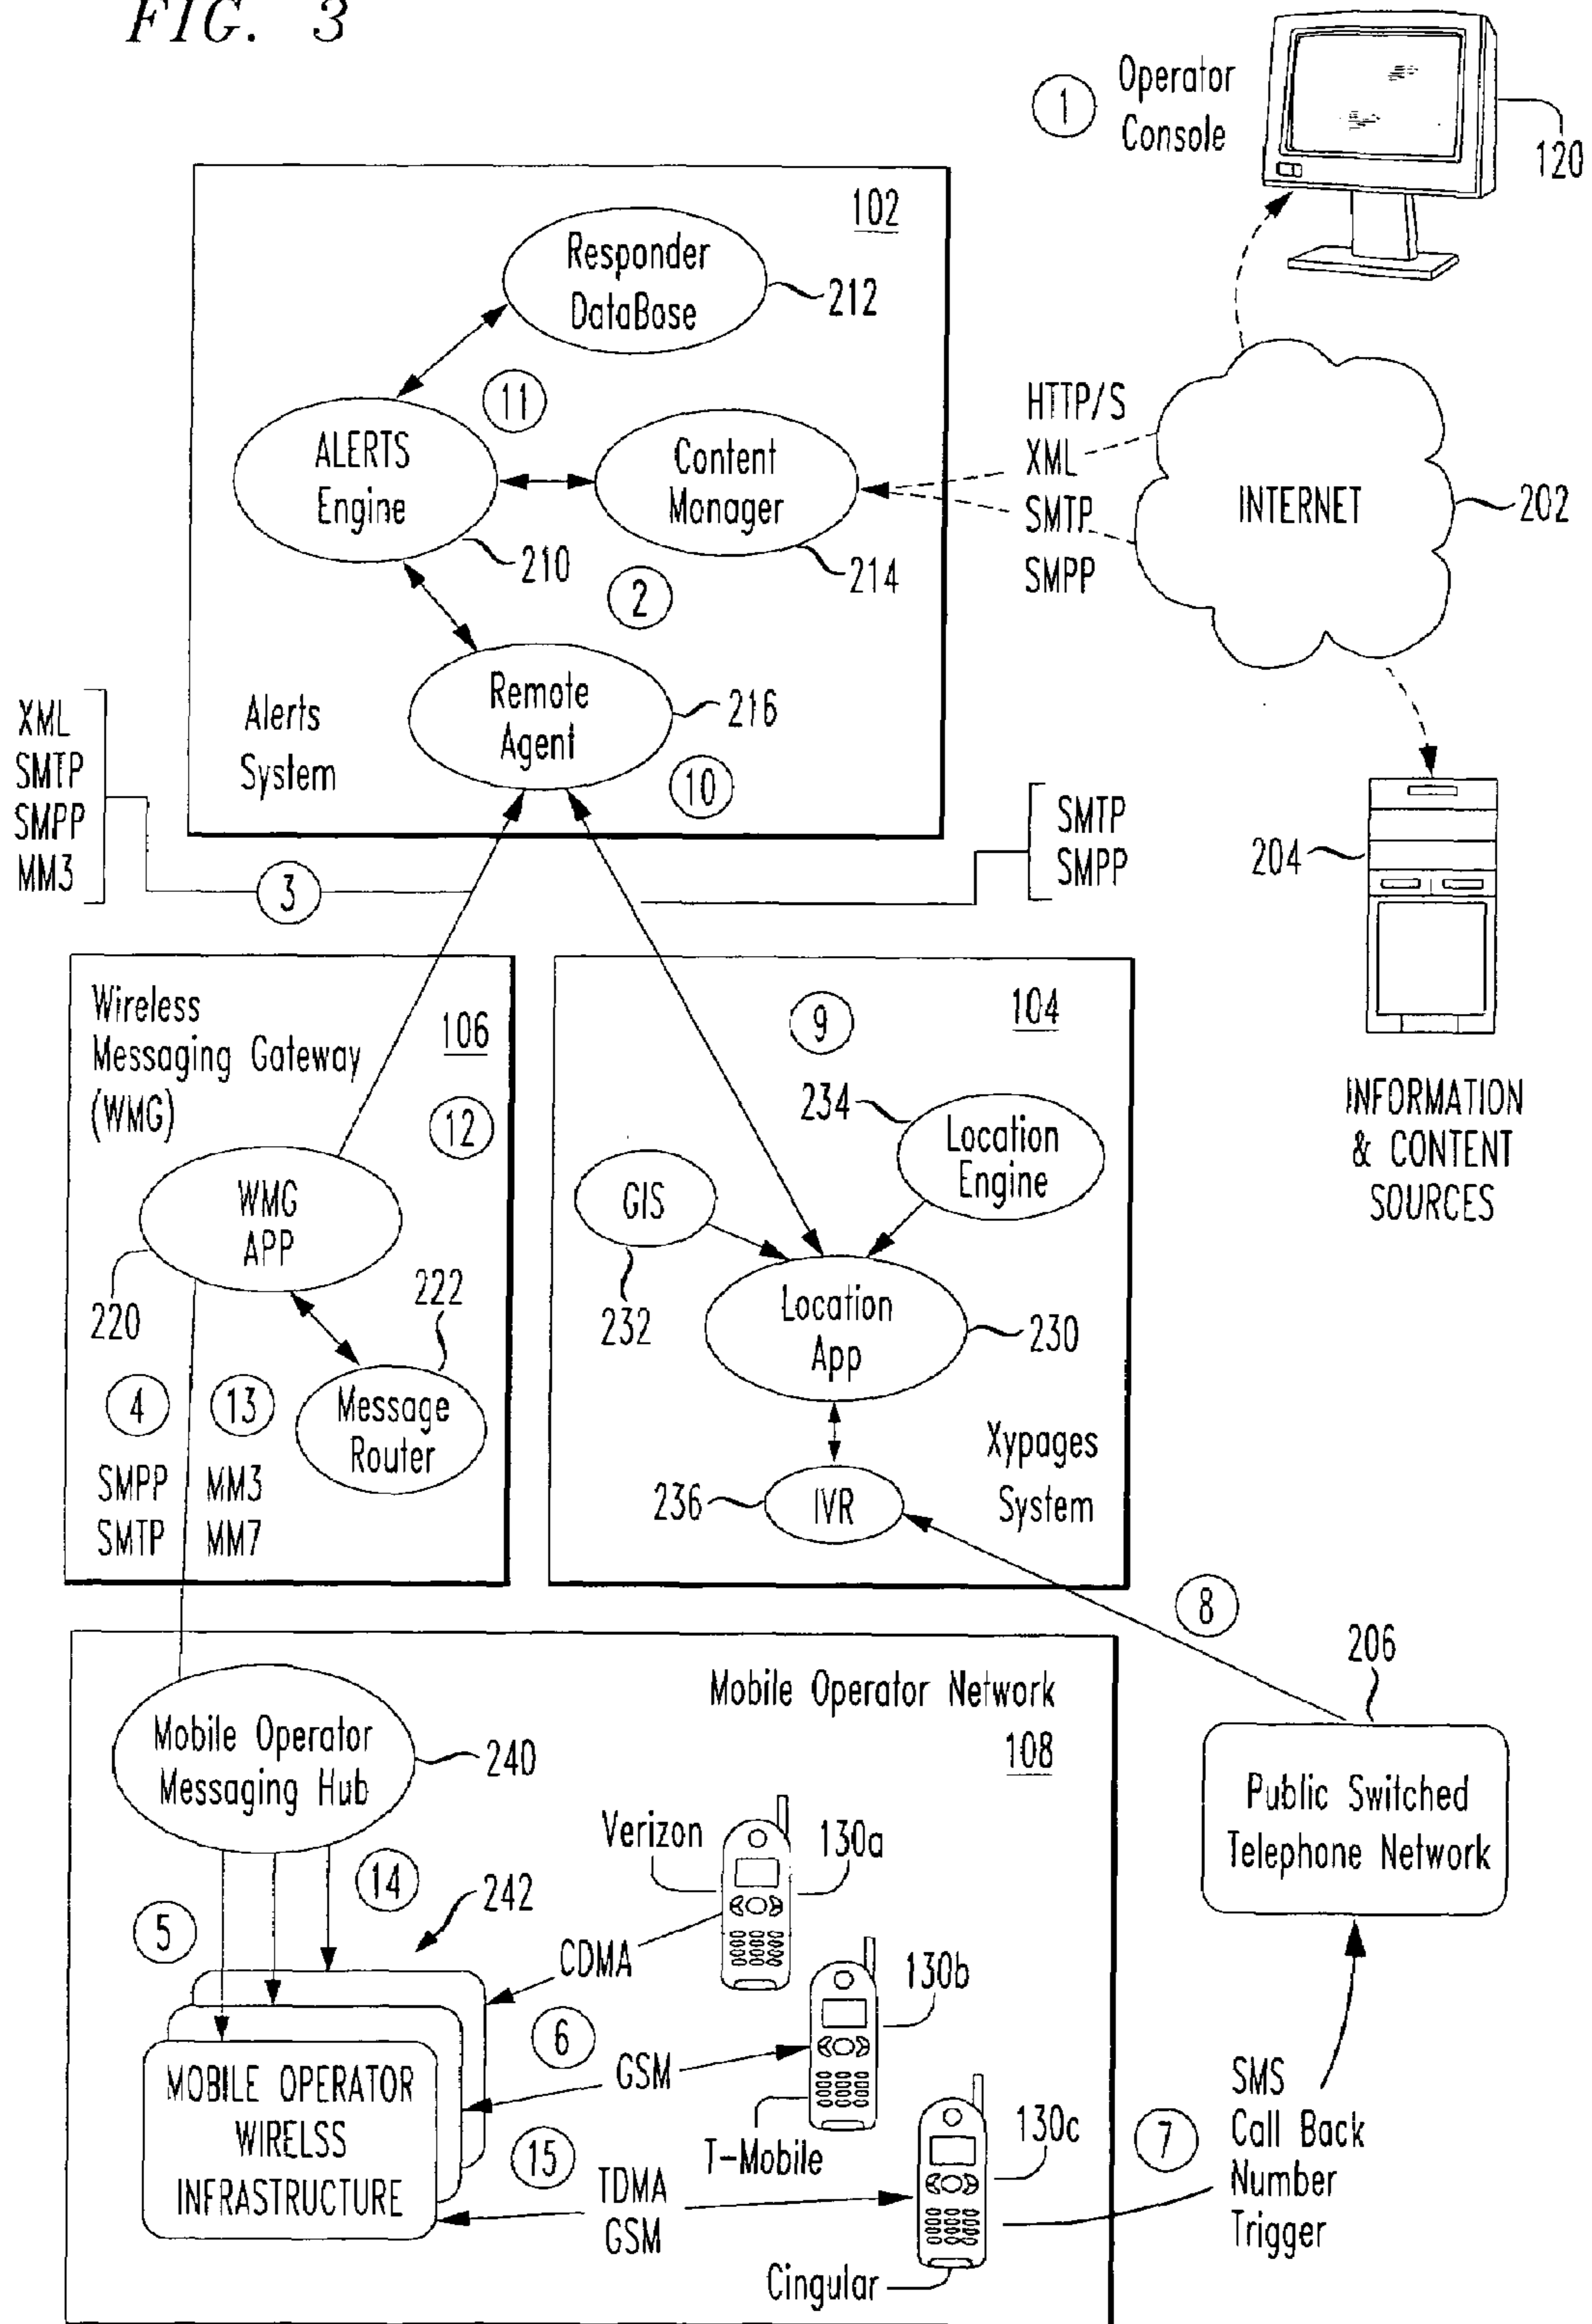 FIG. 3
1
Operator
Console
120
102
Responder
DataBase
212
11
ALERTS
Engine
210
Content
Manager
214
HTTP/S
XML
SMTP
SMPP
INTERNET
202
2
Remote
Agent
216
Alerts
System
10
XML
SMTP
SMPP
MM3
3
SMTP
SMPP
204
INFORMATION
& CONTENT
SOURCES
Wireless
Messaging Gateway
(WMG)
106
12
WMG
APP
220
222
Message
Router
4
13
SMPP
SMTP
MM3
MM7
104
9
234
Location
Engine
GIS
232
Location
App
230
236
IVR
Xypages
System
8
206
Public Switched
Telephone Network
Mobile Operator Network
108
Mobile Operator
Messaging Hub
240
Verizon
130a
14
242
5
CDMA
130b
6
GSM
MOBILE OPERATOR
WIRELSS
INFRASTRUCTURE
T-Mobile
15
TDMA
GSM
130c
Cingular
7
SMS
Call Back
Number
Trigger